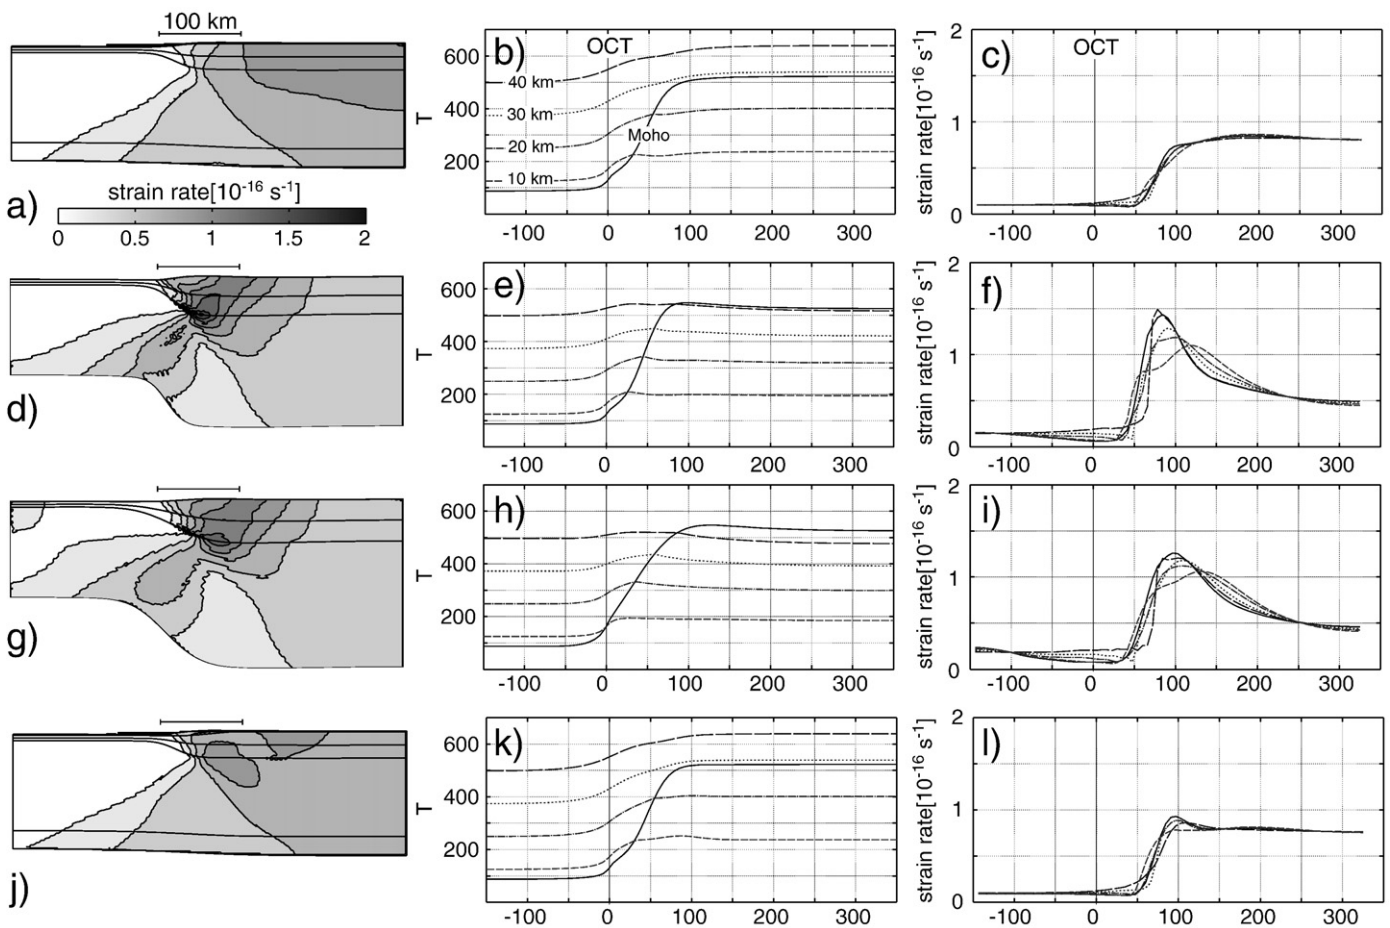 100 km
a)
strain rate[10-16 s-1]
0 0.5 1 1.5 2
b)
OCT
T
600
400
200
40 km
30 km
Moho
20 km
10 km
-100 0 100 200 300
c)
OCT
strain rate[10-16 s-1]
2
1
0
-100 0 100 200 300
d)
e)
T
600
400
200
-100 0 100 200 300
f)
strain rate[10-16 s-1]
2
1
0
-100 0 100 200 300
g)
h)
T
600
400
200
-100 0 100 200 300
i)
strain rate[10-16 s-1]
2
1
0
-100 0 100 200 300
j)
k)
T
600
400
200
-100 0 100 200 300
l)
strain rate[10-16 s-1]
2
1
0
-100 0 100 200 300